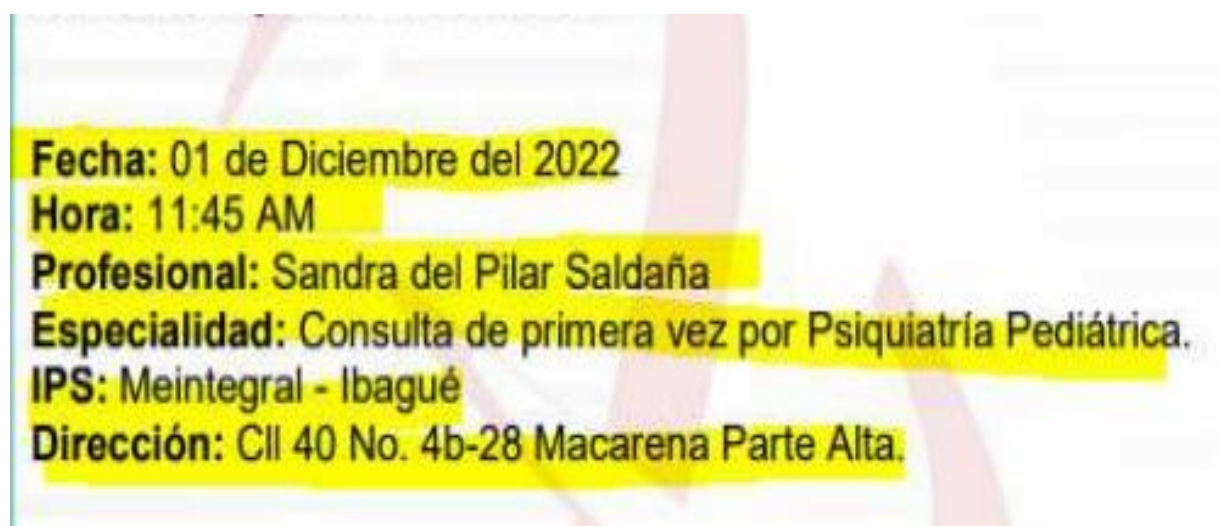 Fecha: 01 de Diciembre del 2022
Hora: 11:45 AM
Profesional: Sandra del Pilar Saldaña
Especialidad: Consulta de primera vez por Psiquiatría Pediátrica.
IPS: Meintegral - Ibagué
Dirección: Cll 40 No. 4b-28 Macarena Parte Alta.